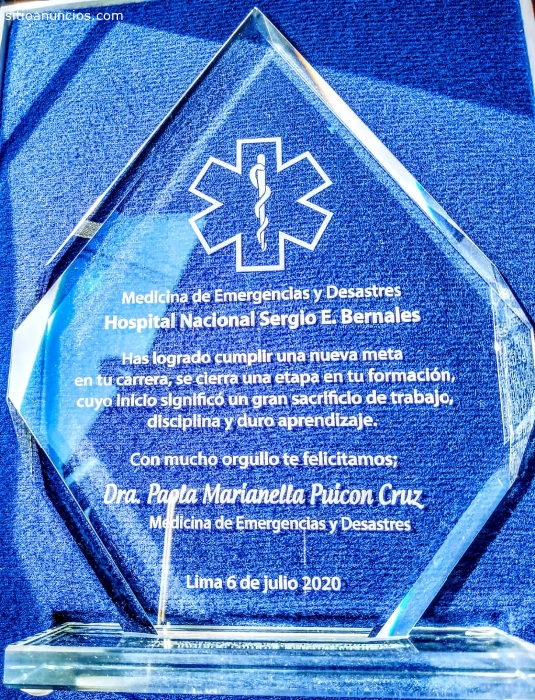 sitioanuncios.com
Medicina de Emergencias y Desastres
Hospital Nacional Sergio E. Bernales
Has logrado cumplir una nueva meta
en tu carrera, se cierra una etapa en tu formación,
cuyo inicio significó un gran sacrificio de trabajo,
disciplina y duro aprendizaje.
Con mucho orgullo te felicitamos;
Dra. Paola Marianella Puicon Cruz
Medicina de Emergencias y Desastres
Lima 6 de julio 2020